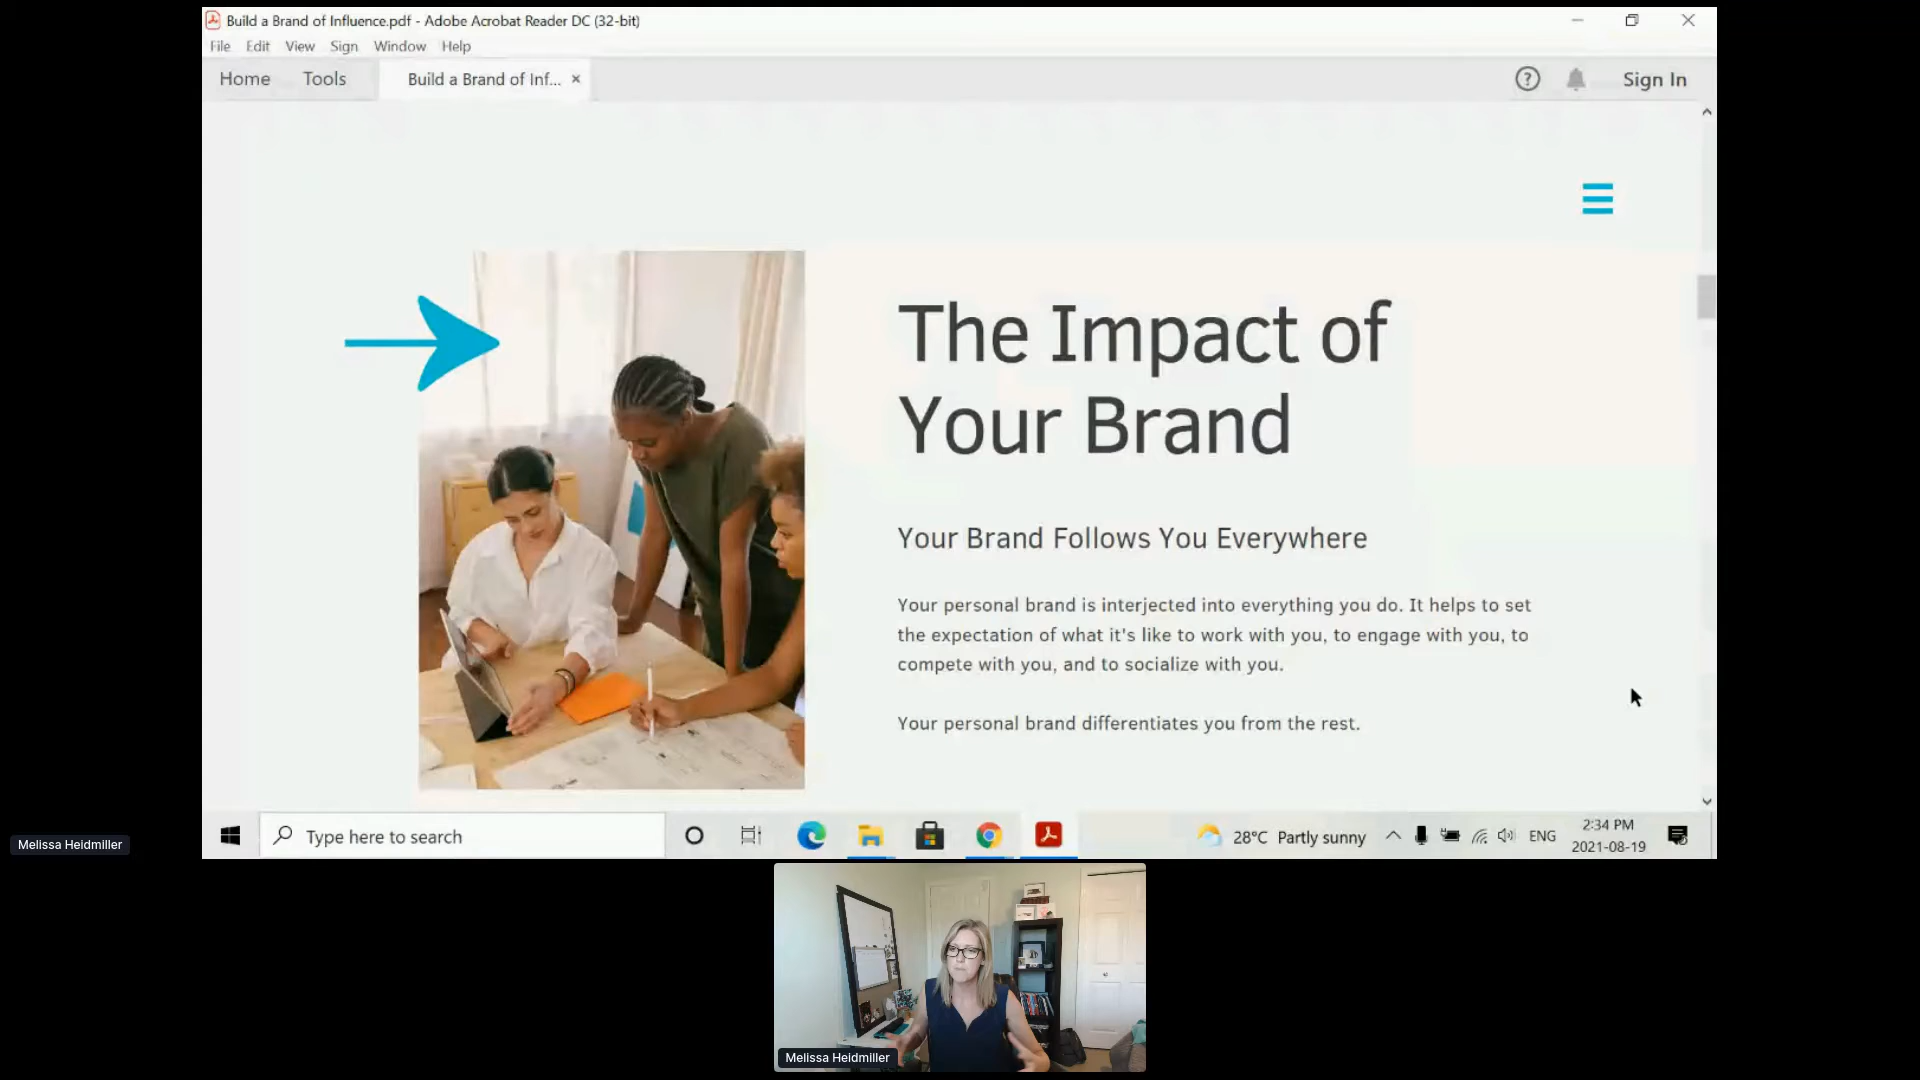 Build a Brand of Influence.pdf - Adobe Acrobat Reader DC (32-bit)
File Edit View Sign Window Help
Home Tools Build a Brand of Inf... × ? Sign In
The Impact of
Your Brand
Your Brand Follows You Everywhere
Your personal brand is interjected into everything you do. It helps to set
the expectation of what it's like to work with you, to engage with you, to
compete with you, and to socialize with you.
Your personal brand differentiates you from the rest.
Type here to search
28°C Partly sunny
ENG
2:34 PM
2021-08-19
Melissa Heidmiller
Melissa Heidmiller